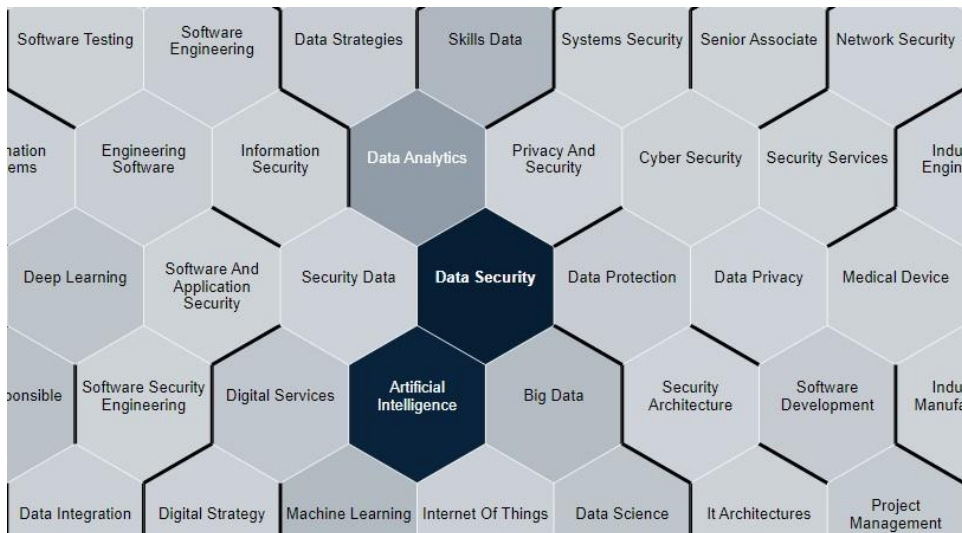 Software Testing
Software
Engineering
Data Strategies
Skills Data
Systems Security
Senior Associate
Network Security
Engineering
Software
Information
Security
Data Analytics
Privacy And
Security
Cyber Security
Security Services
Deep Learning
Software And
Application
Security
Security Data
Data Security
Data Protection
Data Privacy
Medical Device
Software Security
Engineering
Digital Services
Artificial
Intelligence
Big Data
Security
Architecture
Software
Development
Data Integration
Digital Strategy
Machine Learning
Internet Of Things
Data Science
It Architectures
Project
Management